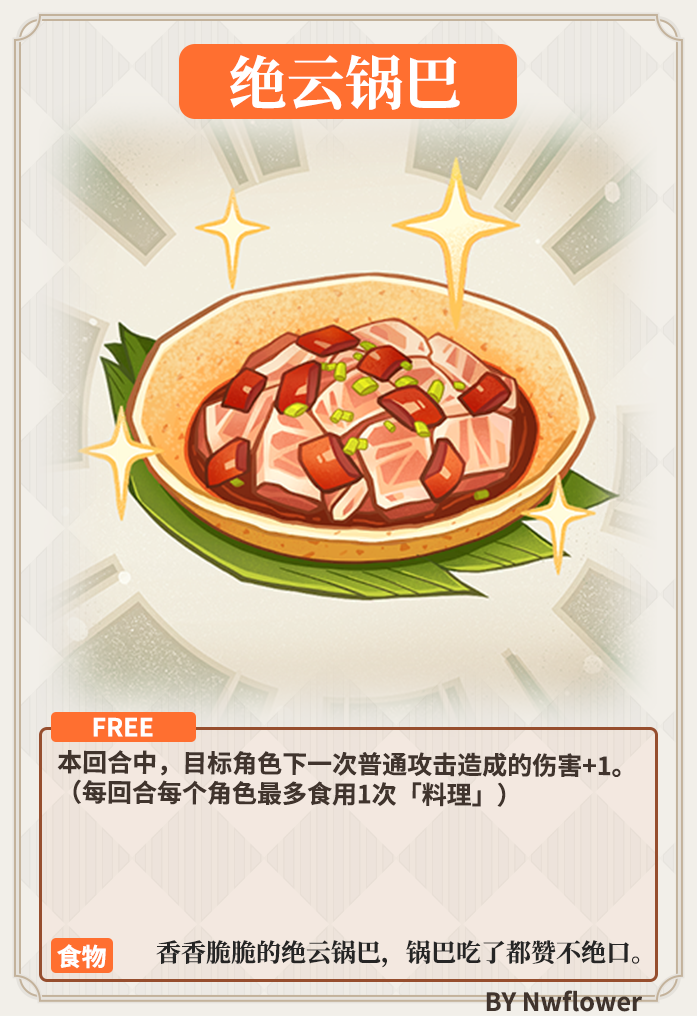 绝云锅巴
FREE
本回合中，目标角色下一次普通攻击造成的伤害+1。
（每回合每个角色最多食用1次「料理」）
食物
香香脆脆的绝云锅巴，锅巴吃了都赞不绝口。
BY Nwflower